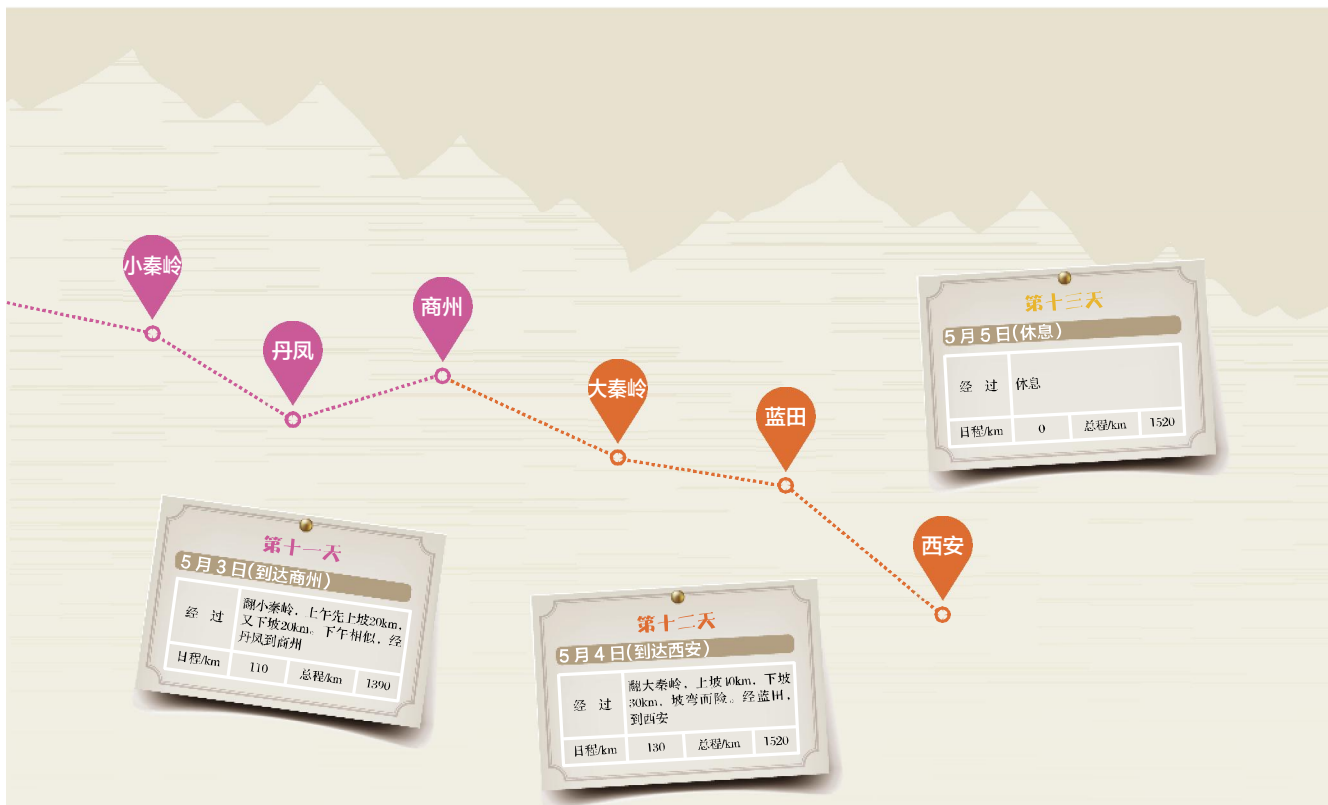 小秦岭
丹凤
商州
大秦岭
蓝田
西安
第十一天
5月3日(到达商州)
经 过
翻小秦岭，上午先上坡20km，
又下坡20km。下午相似，经
丹凤到商州
日程/km 110 总程/km 1390
第十二天
5月4日(到达西安)
经 过
翻大秦岭，上坡10km，下坡
30km，坡弯而险。经蓝田，
到西安
日程/km 130 总程/km 1520
第十三天
5月5日(休息)
经 过 休息
日程/km 0 总程/km 1520